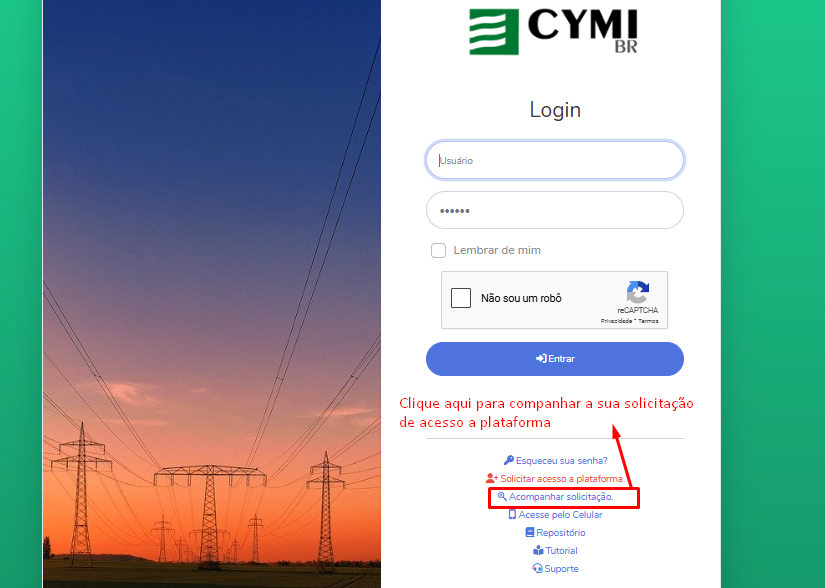 CYMI
BR
Login
Usuário
••••••
Lembrar de mim
Não sou um robô
reCAPTCHA
Privacidade • Termos
Entrar
Clique aqui para companhar a sua solicitação
de acesso a plataforma
Esqueceu sua senha?
Solicitar acesso a plataforma.
Acompanhar solicitação.
Acesse pelo Celular
Repositório
Tutorial
Suporte